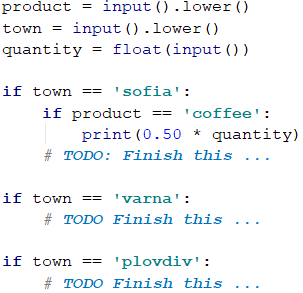 product = input().lower()
town = input().lower()
quantity = float(input())
if town == 'sofia':
    if product == 'coffee':
        print(0.50 * quantity)
    # TODO: Finish this ...
if town == 'varna':
    # TODO Finish this ...
if town == 'plovdiv':
    # TODO Finish this ...